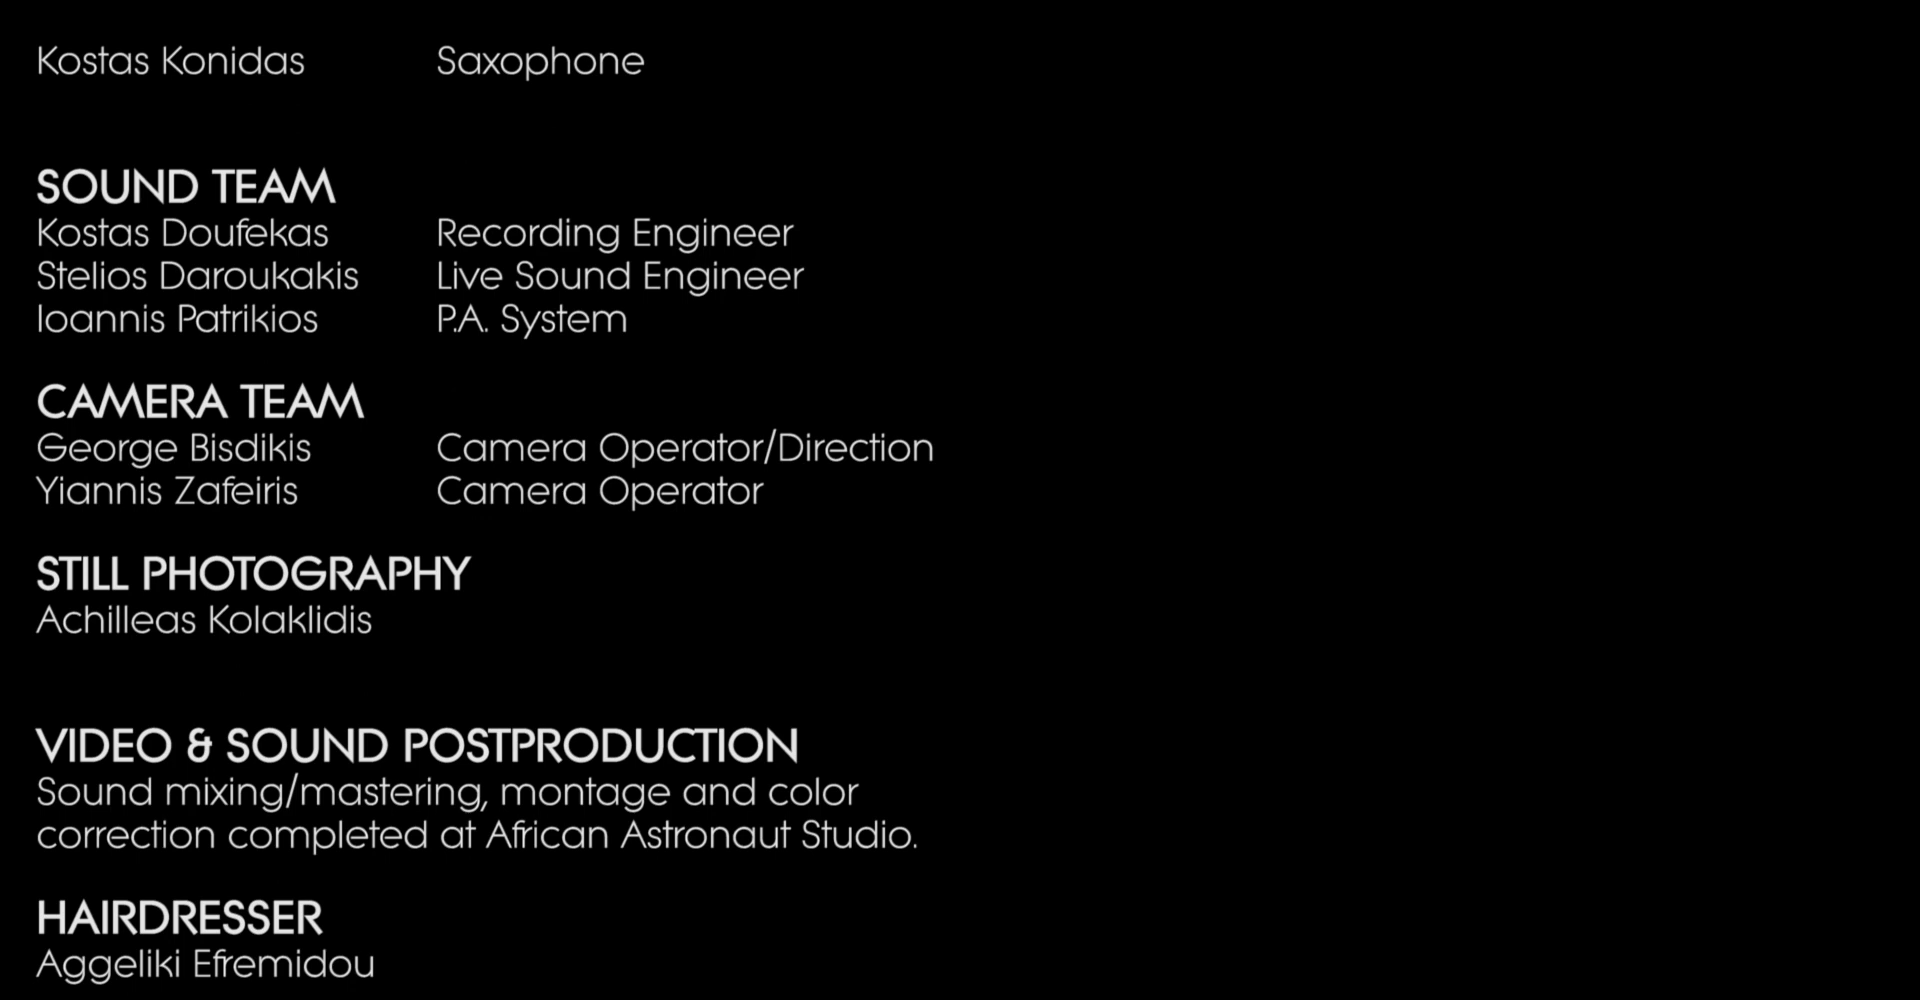 Kostas Konidas Saxophone
SOUND TEAM
Kostas Doufekas Recording Engineer
Stelios Daroukakis Live Sound Engineer
Ioannis Patrikios P.A. System
CAMERA TEAM
George Bisdikis Camera Operator/Direction
Yiannis Zafeiris Camera Operator
STILL PHOTOGRAPHY
Achilleas Kolaklidis
VIDEO & SOUND POSTPRODUCTION
Sound mixing/mastering, montage and color
correction completed at African Astronaut Studio.
HAIRDRESSER
Aggeliki Efremidou